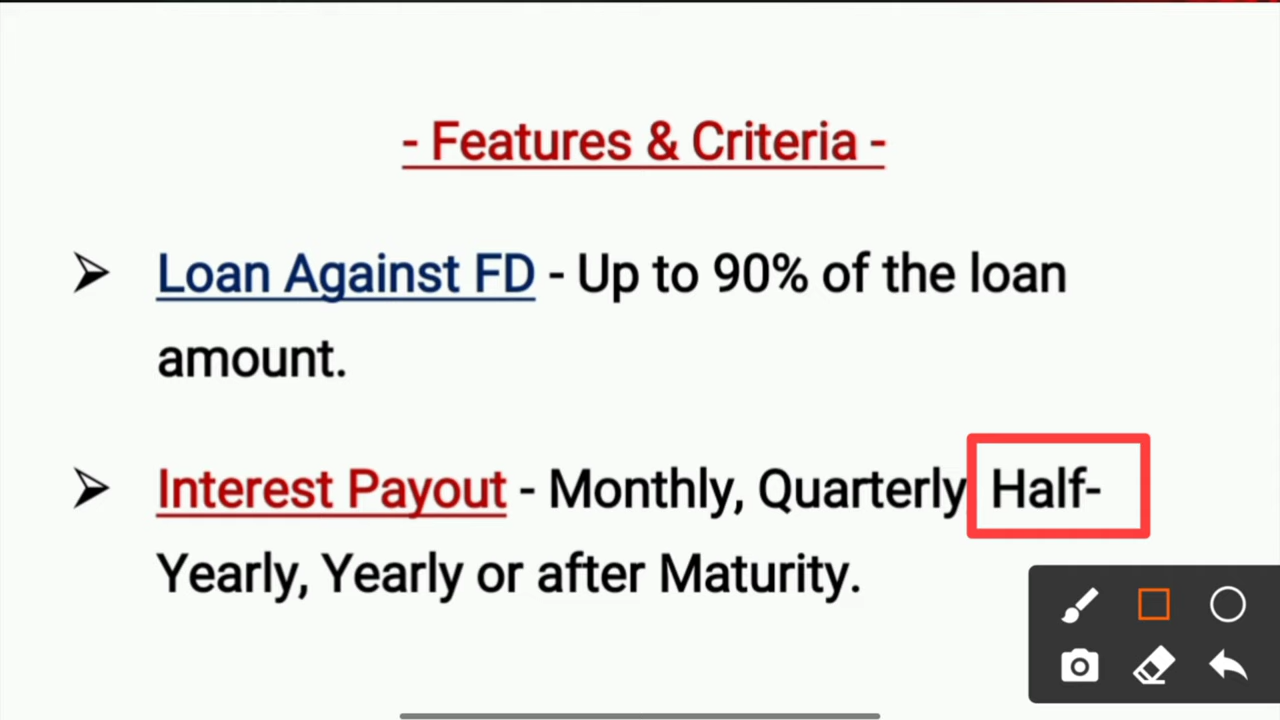 - Features & Criteria -
➢ Loan Against FD - Up to 90% of the loan
amount.
➢ Interest Payout - Monthly, Quarterly Half-
Yearly, Yearly or after Maturity.